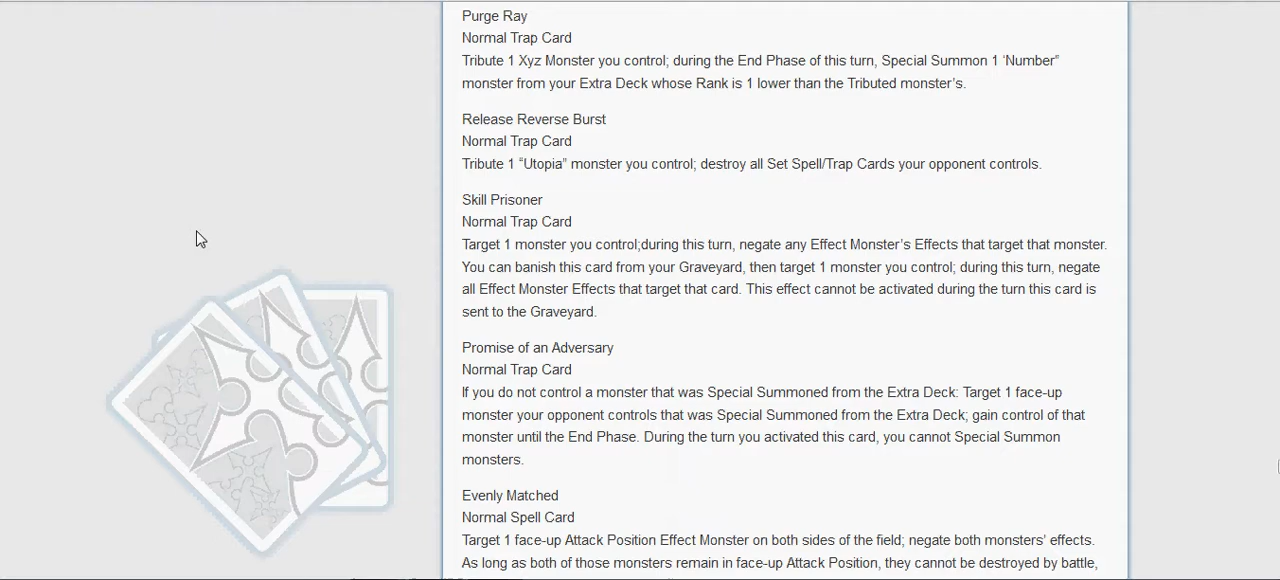 Purge Ray
Normal Trap Card
Tribute 1 Xyz Monster you control; during the End Phase of this turn, Special Summon 1 ‘Number”
monster from your Extra Deck whose Rank is 1 lower than the Tributed monster’s.
Release Reverse Burst
Normal Trap Card
Tribute 1 “Utopia” monster you control; destroy all Set Spell/Trap Cards your opponent controls.
Skill Prisoner
Normal Trap Card
Target 1 monster you control;during this turn, negate any Effect Monster’s Effects that target that monster.
You can banish this card from your Graveyard, then target 1 monster you control; during this turn, negate
all Effect Monster Effects that target that card. This effect cannot be activated during the turn this card is
sent to the Graveyard.
Promise of an Adversary
Normal Trap Card
If you do not control a monster that was Special Summoned from the Extra Deck: Target 1 face-up
monster your opponent controls that was Special Summoned from the Extra Deck; gain control of that
monster until the End Phase. During the turn you activated this card, you cannot Special Summon
monsters.
Evenly Matched
Normal Spell Card
Target 1 face-up Attack Position Effect Monster on both sides of the field; negate both monsters’ effects.
As long as both of those monsters remain in face-up Attack Position, they cannot be destroyed by battle,